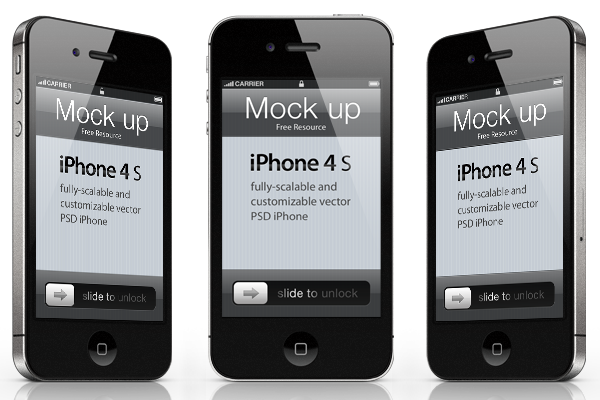 CARRIER
Mock up
Free Resource
iPhone 4 S
fully-scalable and
customizable vector
PSD iPhone
slide to unlock
CARRIER
Mock up
Free Resource
iPhone 4 S
fully-scalable and
customizable vector
PSD iPhone
slide to unlock
CARRIER
Mock up
Free Resource
iPhone 4 S
fully-scalable and
customizable vector
PSD iPhone
slide to unlock